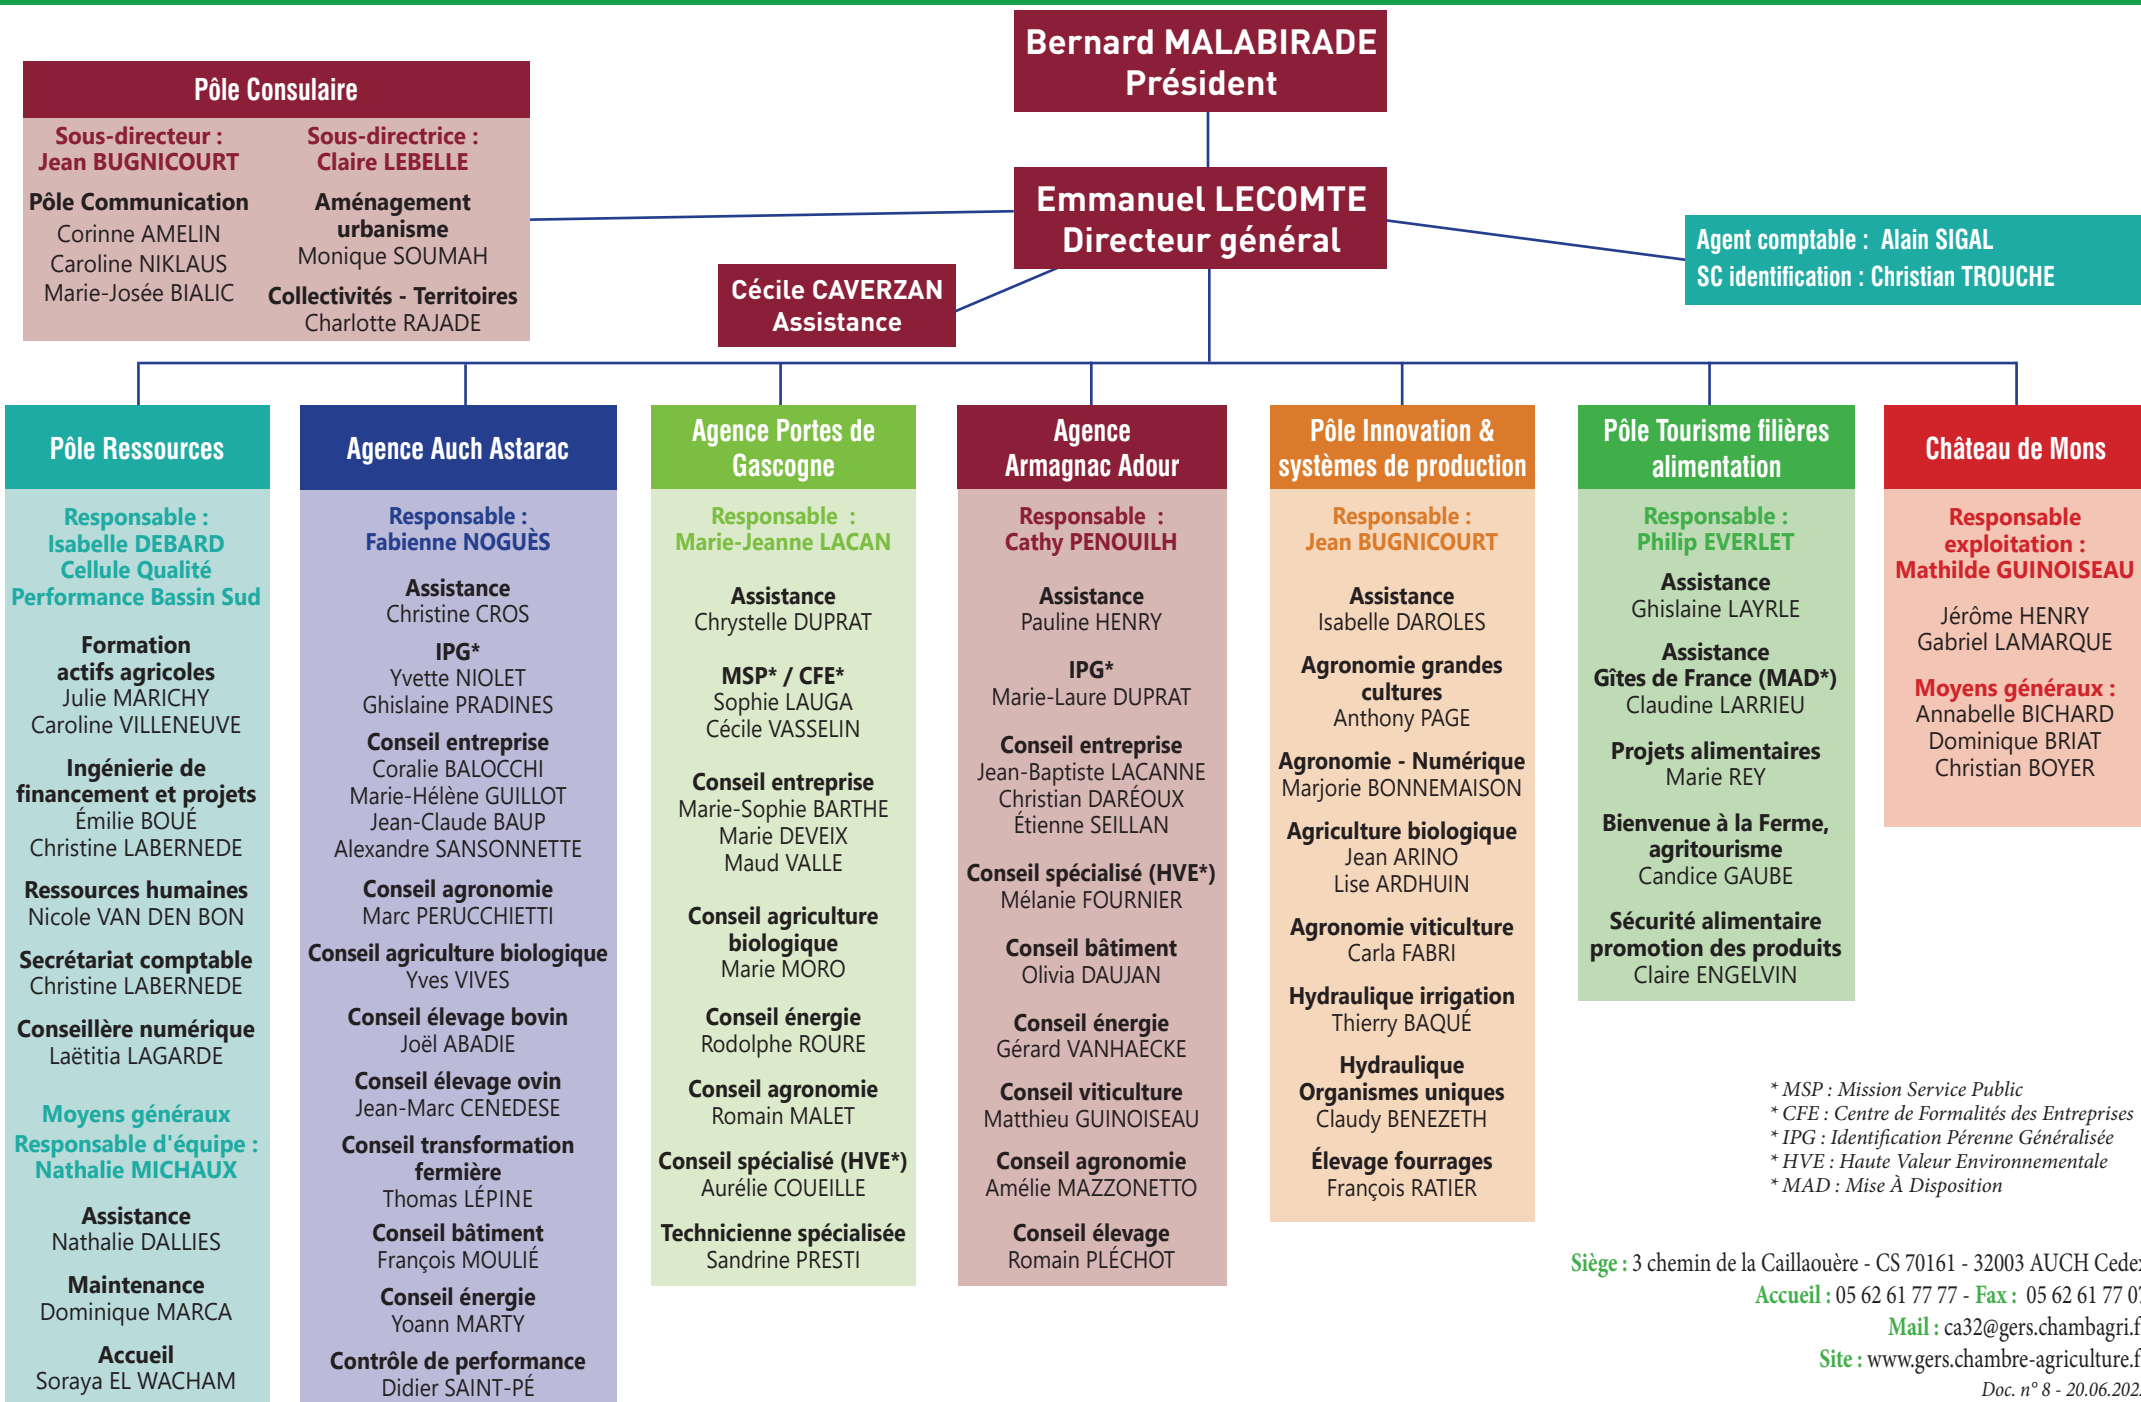 Bernard MALABIRADE
Président
Pôle Consulaire
Sous-directeur :
Jean BUGNICOURT
Pôle Communication
Corinne AMELIN
Caroline NIKLAUS
Marie-Josée BIALIC
Sous-directrice :
Claire LEBELLE
Aménagement
urbanisme
Monique SOUMAH
Collectivités - Territoires
Charlotte RAJADE
Emmanuel LECOMTE
Directeur général
Cécile CAVERZAN
Assistance
Agent comptable : Alain SIGAL
SC identification : Christian TROUCHE
Pôle Ressources
Responsable :
Isabelle DEBARD
Cellule Qualité
Performance Bassin Sud
Formation
actifs agricoles
Julie MARICHY
Caroline VILLENEUVE
Ingénierie de
financement et projets
Émilie BOUÉ
Christine LABERNEDE
Ressources humaines
Nicole VAN DEN BON
Secrétariat comptable
Christine LABERNEDE
Conseillère numérique
Laëtitia LAGARDE
Moyens généraux
Responsable d'équipe :
Nathalie MICHAUX
Assistance
Nathalie DALLIES
Maintenance
Dominique MARCA
Accueil
Soraya EL WACHAM
Agence Auch Astarac
Responsable :
Fabienne NOGUÈS
Assistance
Christine CROS
IPG*
Yvette NIOLET
Ghislaine PRADINES
Conseil entreprise
Coralie BALOCCHI
Marie-Hélène GUILLOT
Jean-Claude BAUP
Alexandre SANSONNETTE
Conseil agronomie
Marc PERUCCHIETTI
Conseil agriculture biologique
Yves VIVES
Conseil élevage bovin
Joël ABADIE
Conseil élevage ovin
Jean-Marc CENEDESE
Conseil transformation
fermière
Thomas LÉPINE
Conseil bâtiment
François MOULIÉ
Conseil énergie
Yoann MARTY
Contrôle de performance
Didier SAINT-PÉ
Agence Portes de
Gascogne
Responsable :
Marie-Jeanne LACAN
Assistance
Chrystelle DUPRAT
MSP* / CFE*
Sophie LAUGA
Cécile VASSELIN
Conseil entreprise
Marie-Sophie BARTHE
Marie DEVEIX
Maud VALLE
Conseil agriculture
biologique
Marie MORO
Conseil énergie
Rodolphe ROURE
Conseil agronomie
Romain MALET
Conseil spécialisé (HVE*)
Aurélie COUEILLE
Technicienne spécialisée
Sandrine PRESTI
Agence
Armagnac Adour
Responsable :
Cathy PENOUILH
Assistance
Pauline HENRY
IPG*
Marie-Laure DUPRAT
Conseil entreprise
Jean-Baptiste LACANNE
Christian DARÉOUX
Étienne SEILLAN
Conseil spécialisé (HVE*)
Mélanie FOURNIER
Conseil bâtiment
Olivia DAUJAN
Conseil énergie
Gérard VANHAECKE
Conseil viticulture
Matthieu GUINOISEAU
Conseil agronomie
Amélie MAZZONETTO
Conseil élevage
Romain PLÉCHOT
Pôle Innovation &
systèmes de production
Responsable :
Jean BUGNICOURT
Assistance
Isabelle DAROLES
Agronomie grandes
cultures
Anthony PAGE
Agronomie - Numérique
Marjorie BONNEMAISON
Agriculture biologique
Jean ARINO
Lise ARDHUIN
Agronomie viticulture
Carla FABRI
Hydraulique irrigation
Thierry BAQUÉ
Hydraulique
Organismes uniques
Claudy BENEZETH
Élevage fourrages
François RATIER
Pôle Tourisme filières
alimentation
Responsable :
Philip EVERLET
Assistance
Ghislaine LAYRLE
Assistance
Gîtes de France (MAD*)
Claudine LARRIEU
Projets alimentaires
Marie REY
Bienvenue à la Ferme,
agritourisme
Candice GAUBE
Sécurité alimentaire
promotion des produits
Claire ENGELVIN
Château de Mons
Responsable
exploitation :
Mathilde GUINOISEAU
Jérôme HENRY
Gabriel LAMARQUE
Moyens généraux :
Annabelle BICHARD
Dominique BRIAT
Christian BOYER
* MSP : Mission Service Public
* CFE : Centre de Formalités des Entreprises
* IPG : Identification Pérenne Généralisée
* HVE : Haute Valeur Environnementale
* MAD : Mise À Disposition
Siège : 3 chemin de la Caillaouère - CS 70161 - 32003 AUCH Cedex
Accueil : 05 62 61 77 77 - Fax : 05 62 61 77 07
Mail : ca32@gers.chambagri.f
Site : www.gers.chambre-agriculture.f
Doc. n° 8 - 20.06.202